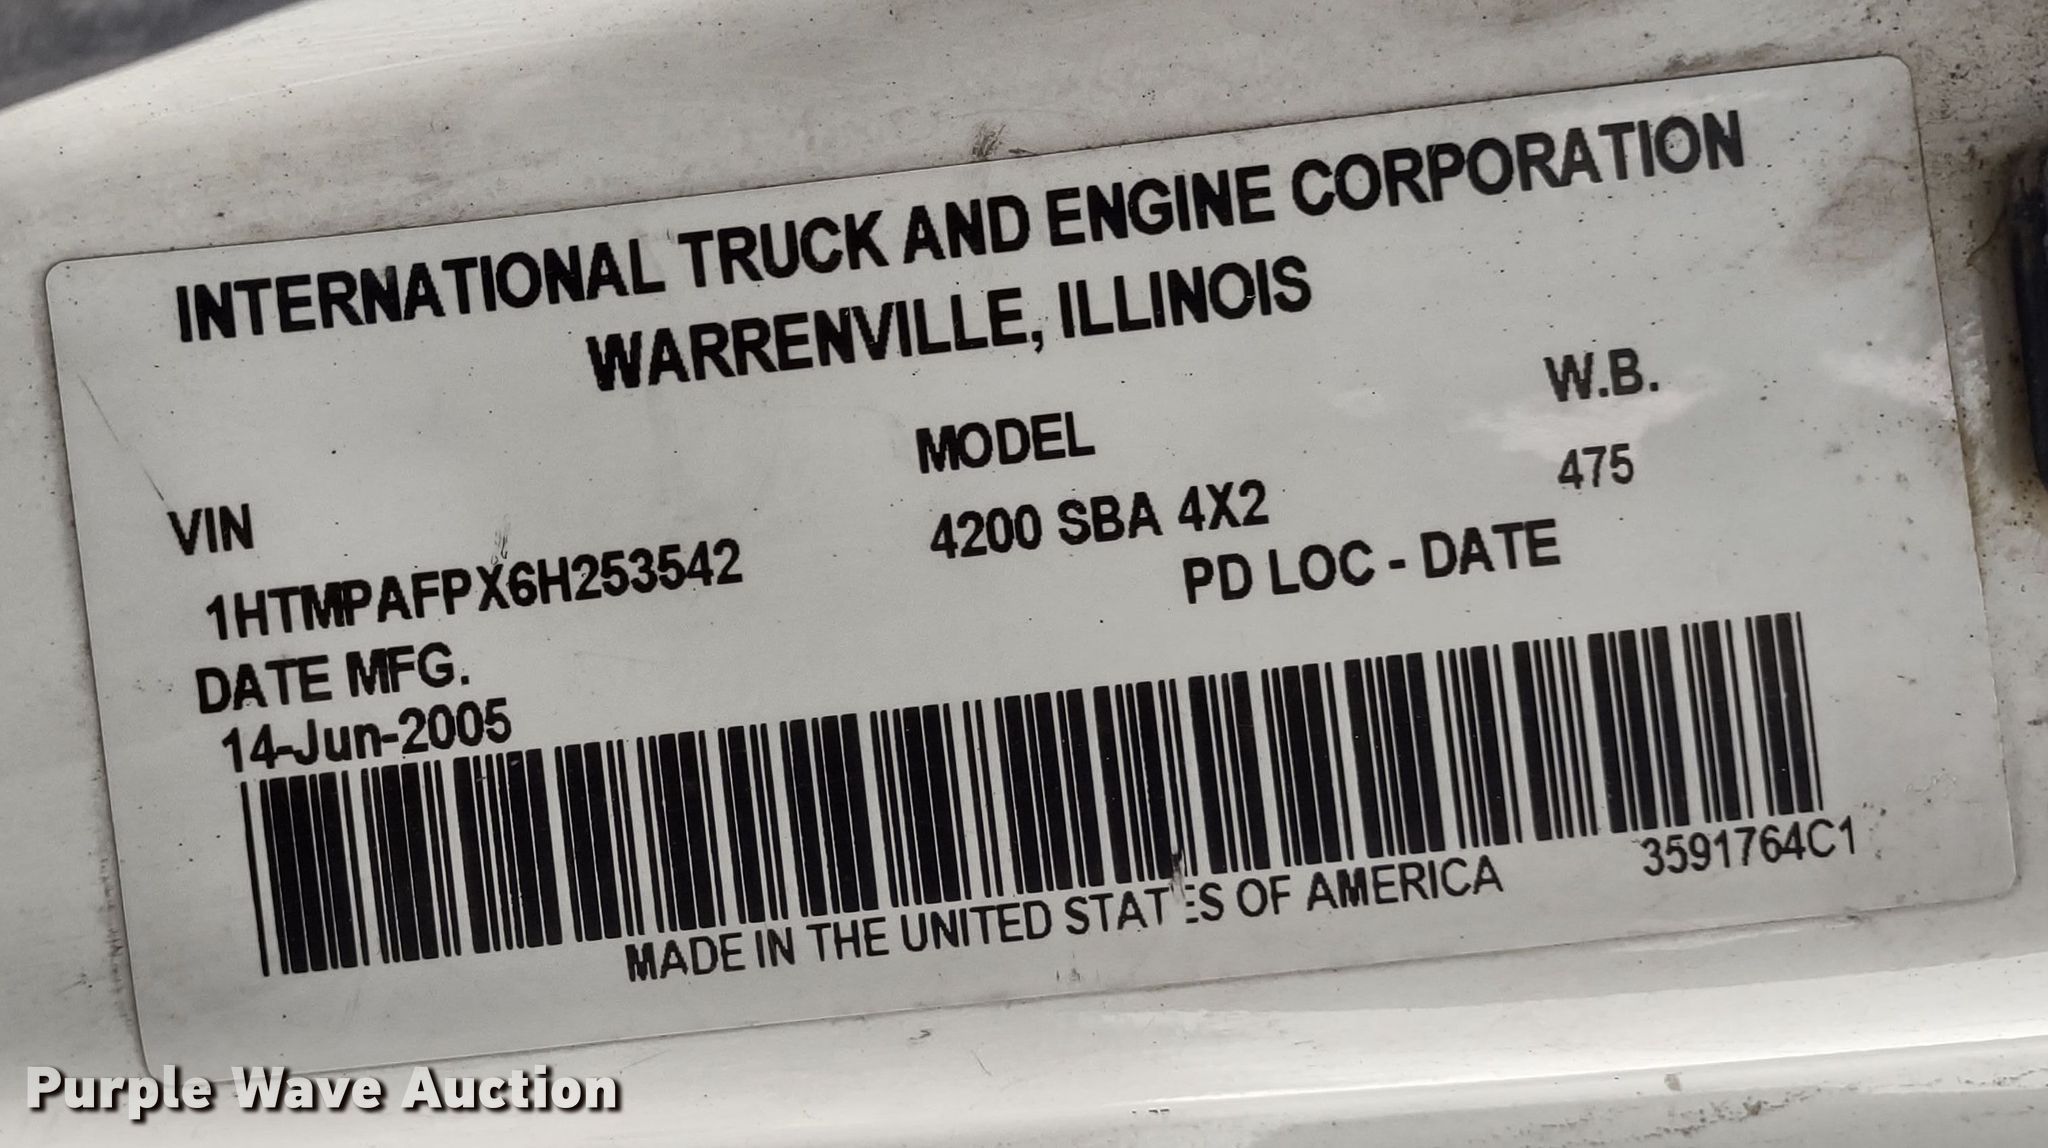 INTERNATIONAL TRUCK AND ENGINE CORPORATION
WARRENVILLE, ILLINOIS
VIN MODEL W.B.
1HTMPAFPX6H253542 4200 SBA 4X2 475
DATE MFG. PD LOC - DATE
14-Jun-2005
MADE IN THE UNITED STATES OF AMERICA 3591764C1
Purple Wave Auction